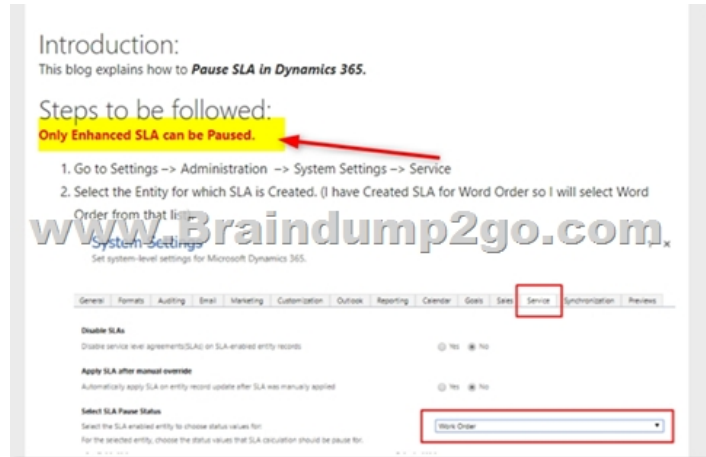 Introduction:
This blog explains how to Pause SLA in Dynamics 365.
Steps to be followed:
Only Enhanced SLA can be Paused.
1. Go to Settings –> Administration –> System Settings –> Service
2. Select the Entity for which SLA is Created. (I have Created SLA for Word Order so I will select Word
Order from that
www.Braindump2go.com
System Settings
Set system-level settings for Microsoft Dynamics 365.
General Formats Auditing Email Marketing Customization Outlook Reporting Calendar Goals Sales Service Synchronization Previews
Disable SLAs
Disable service level agreements(SLAs) on SLA-enabled entity records
Yes No
Apply SLA after manual override
Automatically apply SLA on entity record update after SLA was manually applied
Yes No
Select SLA Pause Status
Select the SLA enabled entity to choose status values for:
Work Order
For the selected entity, choose the status values that SLA calculation should be pause for.